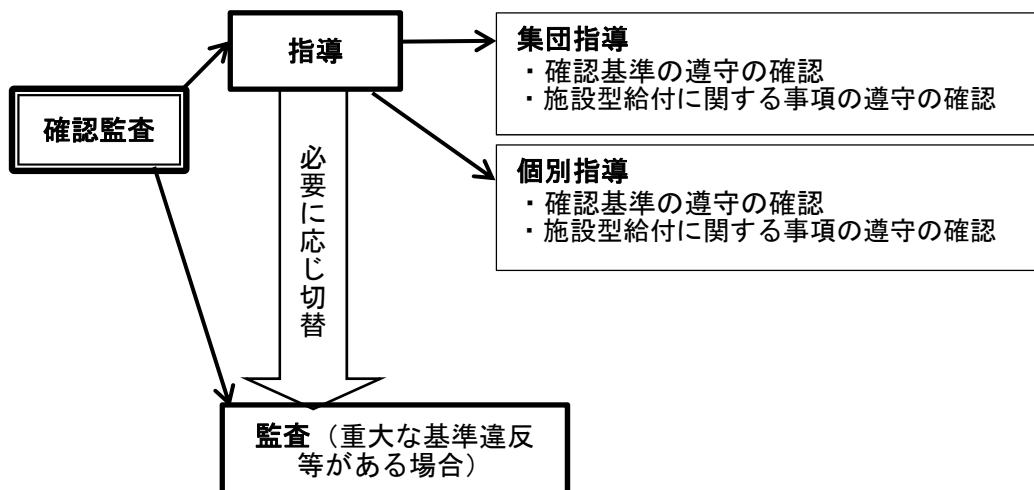 確認監査
指導
集団指導
・確認基準の遵守の確認
・施設型給付に関する事項の遵守の確認
個別指導
・確認基準の遵守の確認
・施設型給付に関する事項の遵守の確認
必要に応じ切替
監査（重大な基準違反
等がある場合）